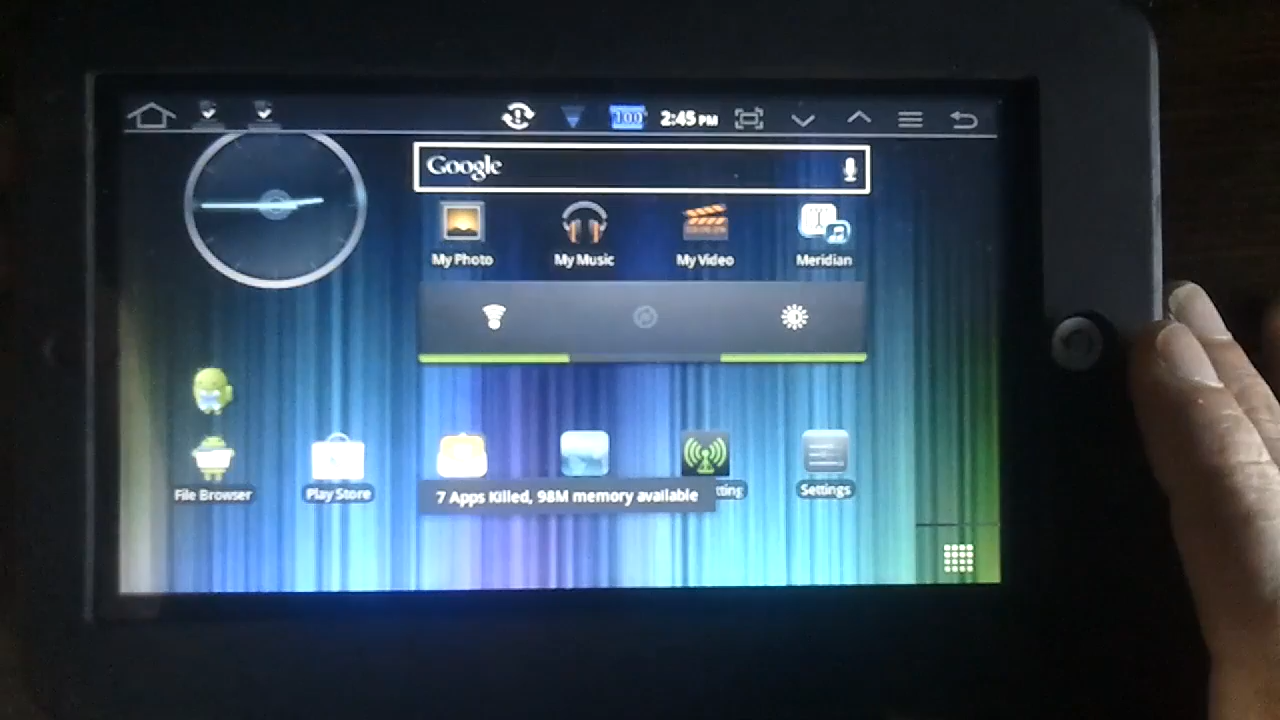 100 2:45 PM
Google
My Photo My Music My Video Meridian
File Browser Play Store tting Settings
7 Apps Killed, 98M memory available